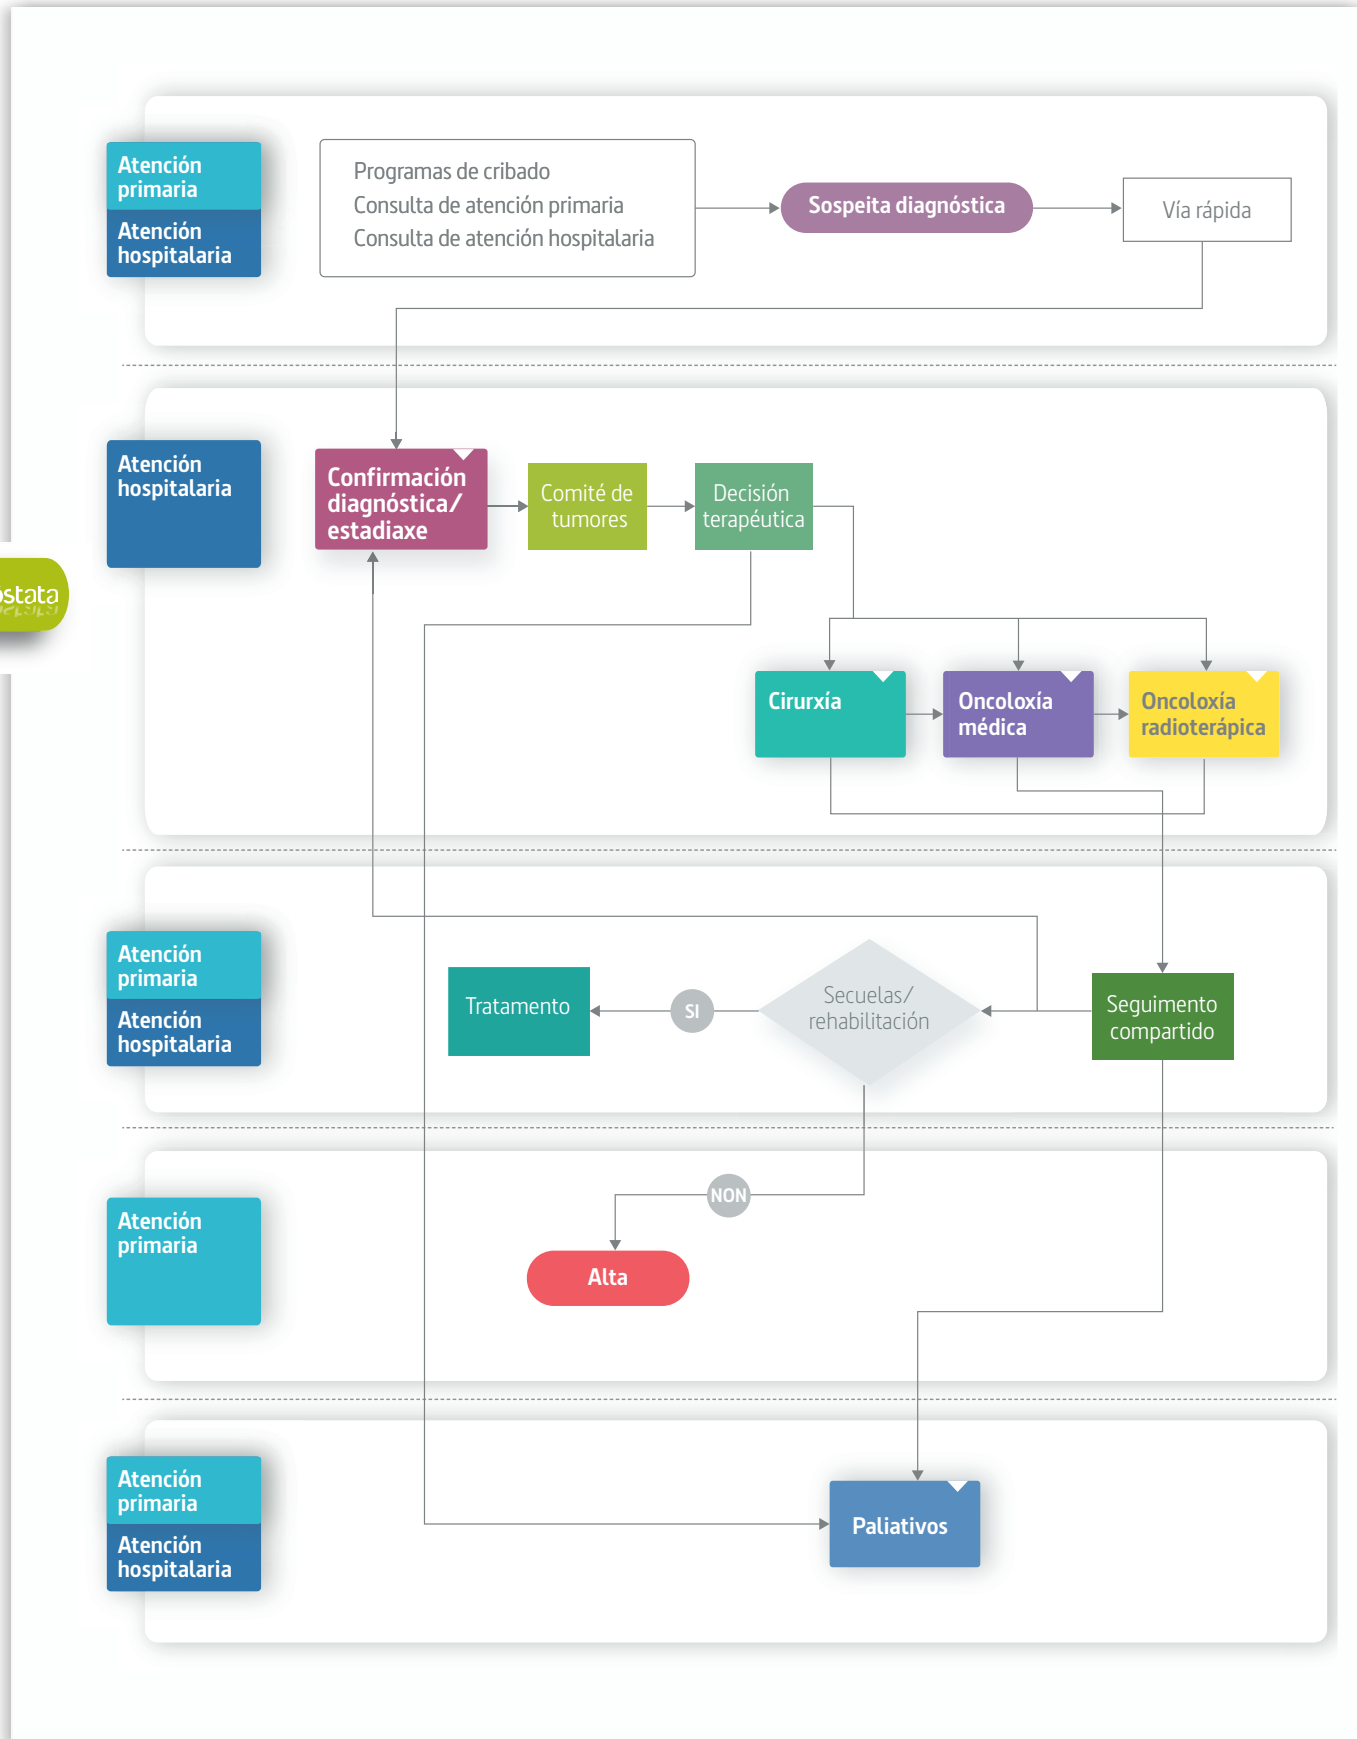 Atención
primaria
Atención
hospitalaria
Programas de cribado
Consulta de atención primaria
Consulta de atención hospitalaria
Sospeita diagnóstica
Vía rápida
Atención
hospitalaria
Confirmación
diagnóstica/
estadiaxe
Comité de
tumores
Decisión
terapéutica
Cirurxía
Oncoloxía
médica
Oncoloxía
radioterápica
Atención
primaria
Atención
hospitalaria
Tratamento
SI
Secuelas/
rehabilitación
Seguimento
compartido
Atención
primaria
NON
Alta
Atención
primaria
Atención
hospitalaria
Paliativos